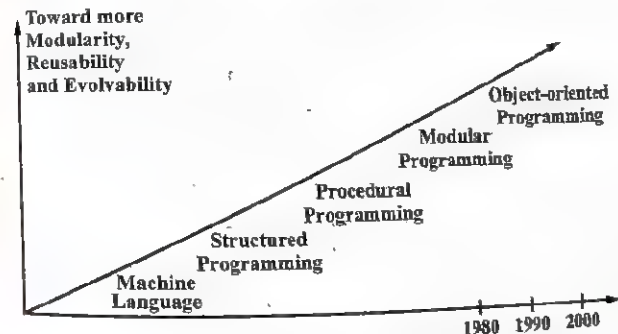 Toward more
Modularity,
Reusability
and Evolvability
Object-oriented
Programming
Modular
Programming
Procedural
Programming
Structured
Programming
Machine
Language
1980 1990 2000